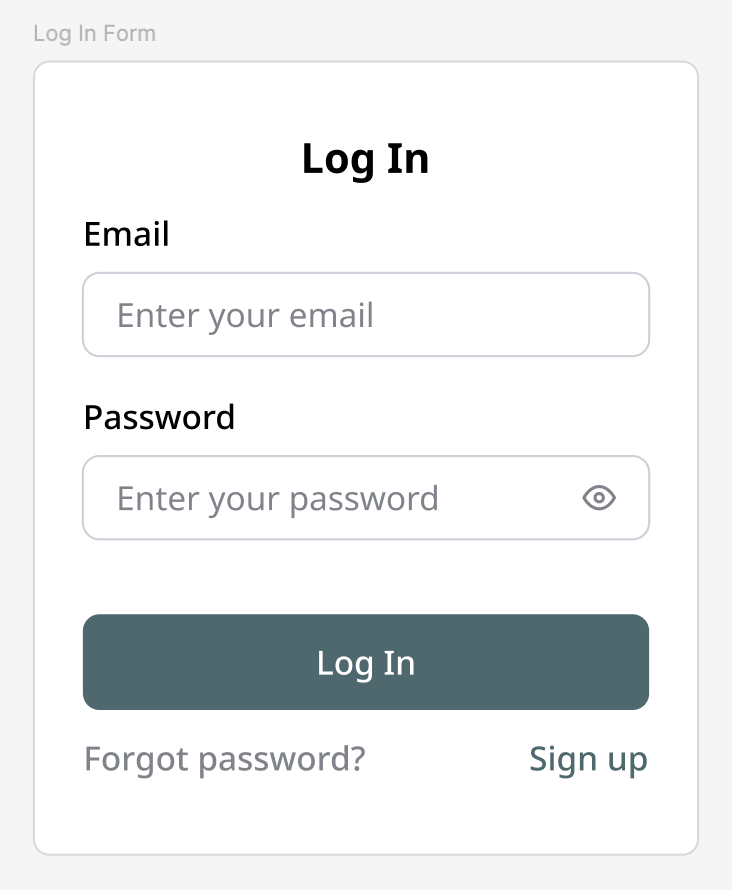 Log In Form
Log In
Email
Enter your email
Password
Enter your password
Log In
Forgot password? Sign up